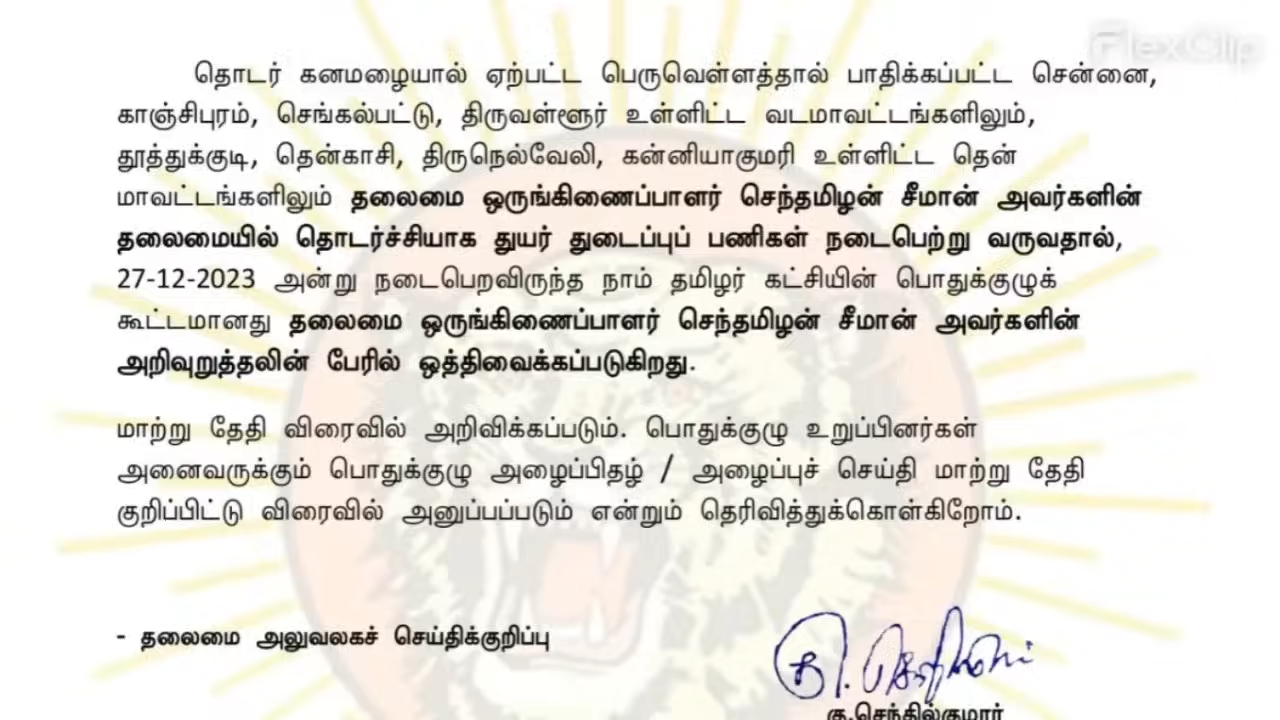 FlexClip
தொடர் கனமழையால் ஏற்பட்ட பெருவெள்ளத்தால் பாதிக்கப்பட்ட சென்னை,
காஞ்சிபுரம், செங்கல்பட்டு, திருவள்ளூர் உள்ளிட்ட வடமாவட்டங்களிலும்,
தூத்துக்குடி, தென்காசி, திருநெல்வேலி, கன்னியாகுமரி உள்ளிட்ட தென்
மாவட்டங்களிலும் தலைமை ஒருங்கிணைப்பாளர் செந்தமிழன் சீமான் அவர்களின்
தலைமையில் தொடர்ச்சியாக துயர் துடைப்புப் பணிகள் நடைபெற்று வருவதால்,
27-12-2023 அன்று நடைபெறவிருந்த நாம் தமிழர் கட்சியின் பொதுக்குழுக்
கூட்டமானது தலைமை ஒருங்கிணைப்பாளர் செந்தமிழன் சீமான் அவர்களின்
அறிவுறுத்தலின் பேரில் ஒத்திவைக்கப்படுகிறது.
மாற்று தேதி விரைவில் அறிவிக்கப்படும். பொதுக்குழு உறுப்பினர்கள்
அனைவருக்கும் பொதுக்குழு அழைப்பிதழ் / அழைப்புச் செய்தி மாற்று தேதி
குறிப்பிட்டு விரைவில் அனுப்பப்படும் என்றும் தெரிவித்துக்கொள்கிறோம்.
- தலைமை அலுவலகச் செய்திக்குறிப்பு
கு.செந்தில்குமார்